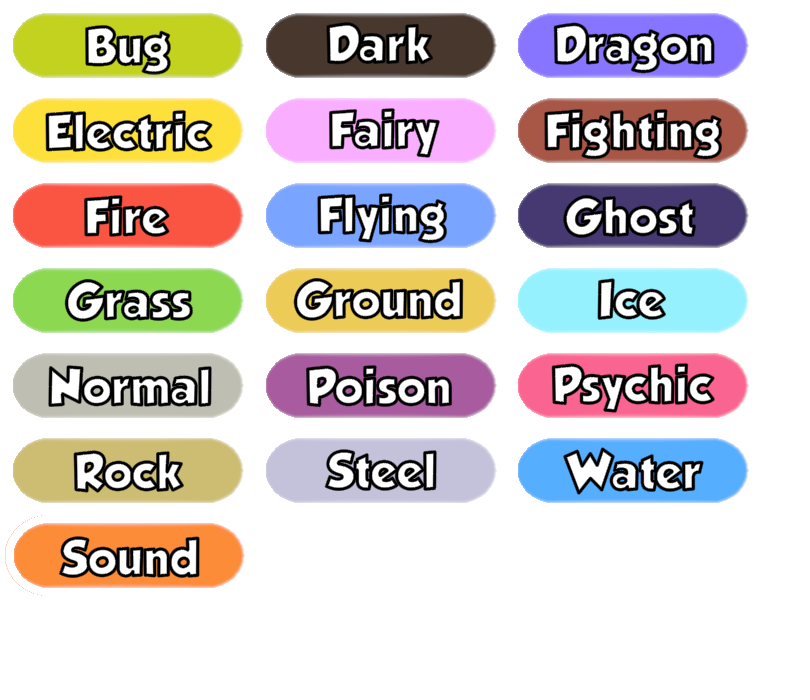 Bug Dark Dragon
Electric Fairy Fighting
Fire Flying Ghost
Grass Ground Ice
Normal Poison Psychic
Rock Steel Water
Sound